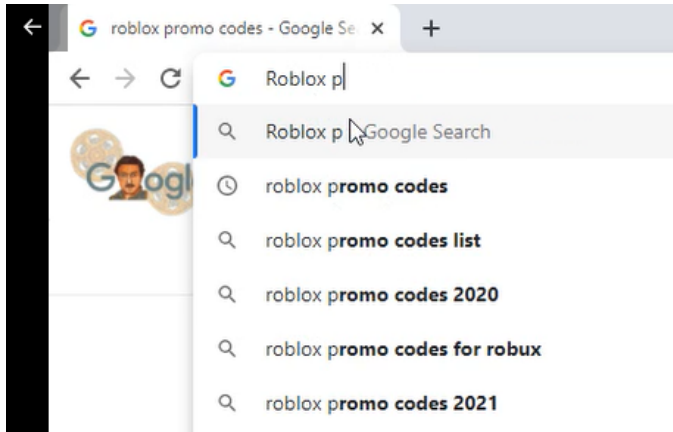 roblox promo codes - Google Se
Roblox p
Roblox p - Google Search
roblox promo codes
Google
roblox promo codes list
roblox promo codes 2020
roblox promo codes for robux
roblox promo codes 2021